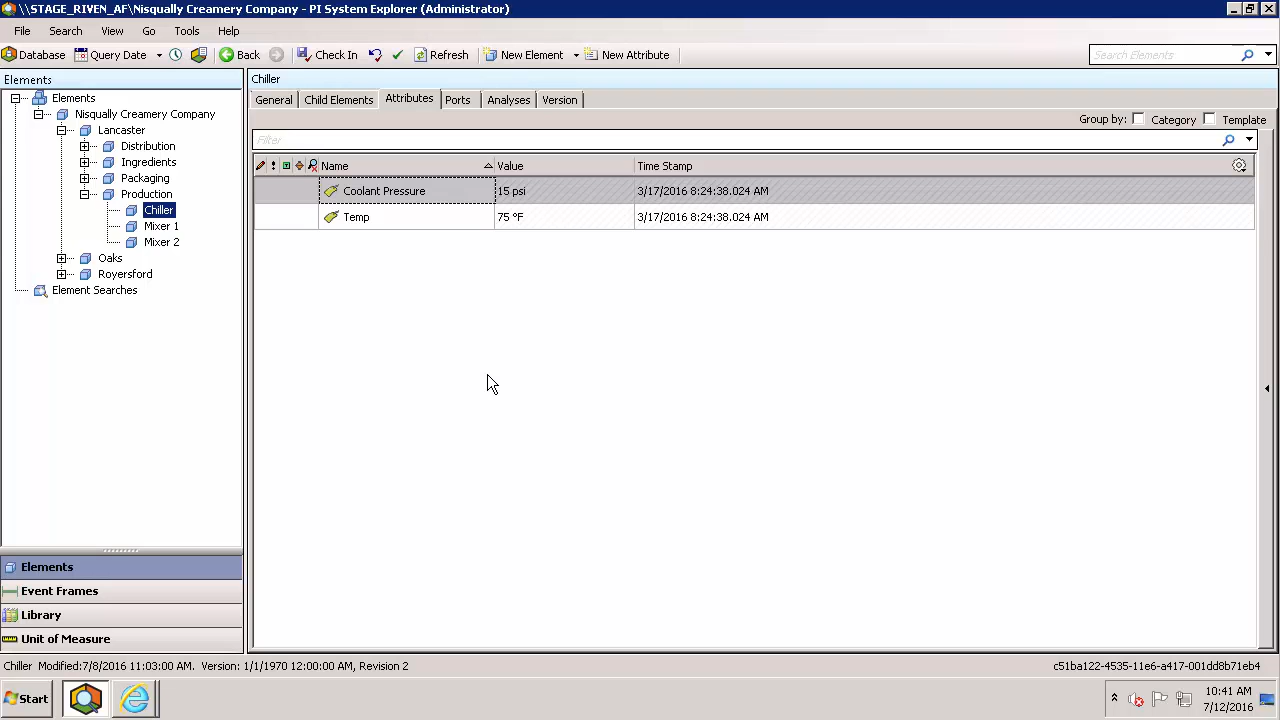 \\STAGE_RIVEN_AF\Nisqually Creamery Company - PI System Explorer (Administrator)
File Search View Go Tools Help
Database Query Date Back Check In Refresh New Element New Attribute Search Elements
Elements
Elements
Nisqually Creamery Company
Lancaster
Distribution
Ingredients
Packaging
Production
Chiller
Mixer 1
Mixer 2
Oaks
Royersford
Element Searches
Elements
Event Frames
Library
Unit of Measure
Chiller
General Child Elements Attributes Ports Analyses Version
Group by: Category Template
Filter
Name Value Time Stamp
Coolant Pressure 15 psi 3/17/2016 8:24:38.024 AM
Temp 75 °F 3/17/2016 8:24:38.024 AM
Chiller Modified:7/8/2016 11:03:00 AM. Version: 1/1/1970 12:00:00 AM, Revision 2 c51ba122-4535-11e6-a417-001dd8b71eb4
Start 10:41 AM
7/12/2016